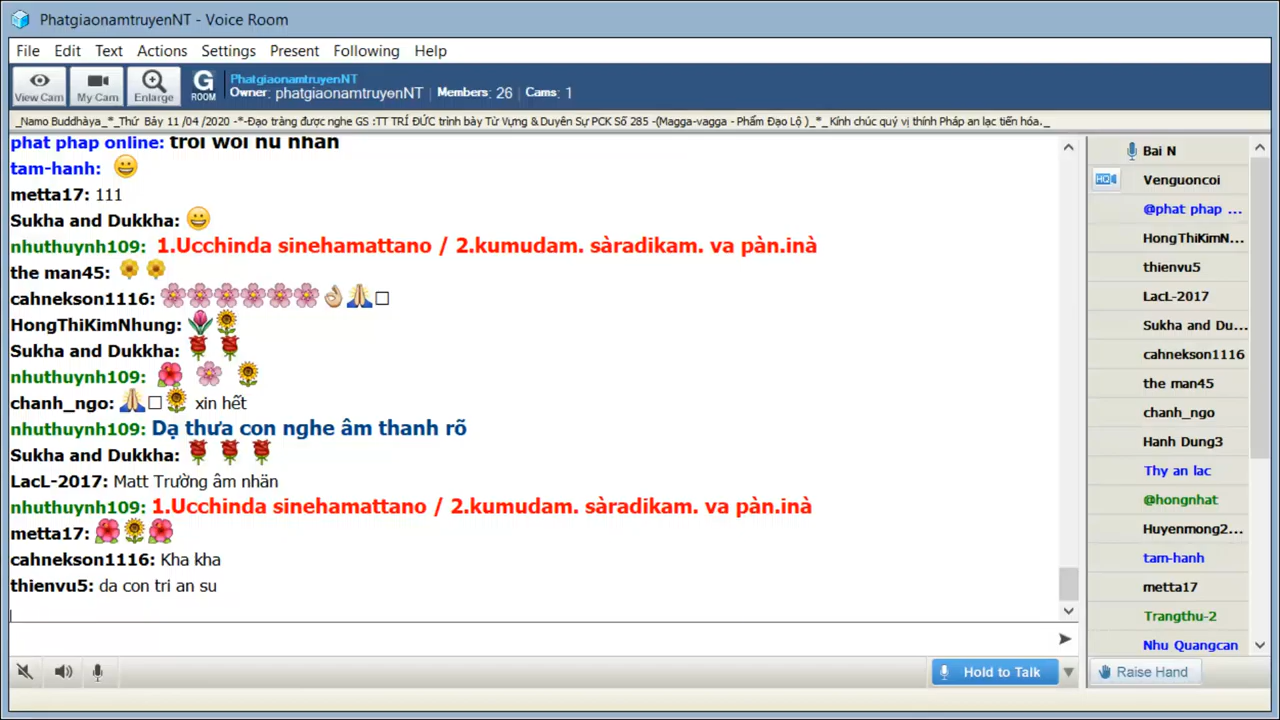 PhatgiaonamtruyenNT - Voice Room
File Edit Text Actions Settings Present Following Help
View Cam My Cam Enlarge G ROOM
PhatgiaonamtruyenNT
Owner: phatgiaonamtruyenNT | Members: 26 | Cams: 1
_Namo Buddhàya_*_Thứ Bảy 11 /04 /2020 -*-Đạo tràng được nghe GS :TT TRÍ ĐỨC trình bày Từ Vựng & Duyên Sự PCK Số 285 -(Magga-vagga - Phẩm Đạo Lộ )_*_ Kính chúc quý vị thính Pháp an lạc tiến hóa._
phat phap online: troi woi nu nhan
tam-hanh:
metta17: 111
Sukha and Dukkha:
nhuthuynh109: 1.Ucchinda sinehamattano / 2.kumudam. sàradikam. va pàn.inà
the man45:
cahnekson1116:
HongThiKimNhung:
Sukha and Dukkha:
nhuthuynh109:
chanh_ngo: xin hết
nhuthuynh109: Dạ thưa con nghe âm thanh rõ
Sukha and Dukkha:
LacL-2017: Matt Trường âm nhän
nhuthuynh109: 1.Ucchinda sinehamattano / 2.kumudam. sàradikam. va pàn.inà
metta17:
cahnekson1116: Kha kha
thienvu5: da con tri an su
Hold to Talk
Bai N
HD Venguoncoi
@phat phap ...
HongThiKimN...
thienvu5
LacL-2017
Sukha and Du...
cahnekson1116
the man45
chanh_ngo
Hanh Dung3
Thy an lac
@hongnhat
Huyenmong2...
tam-hanh
metta17
Trangthu-2
Nhu Quangcan
Raise Hand